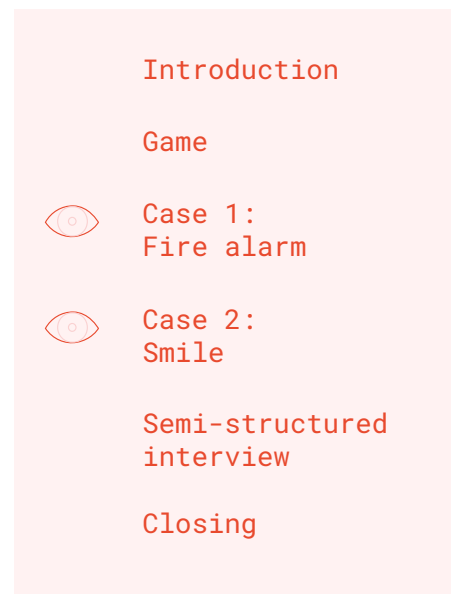 Introduction
Game
Case 1:
Fire alarm
Case 2:
Smile
Semi-structured
interview
Closing